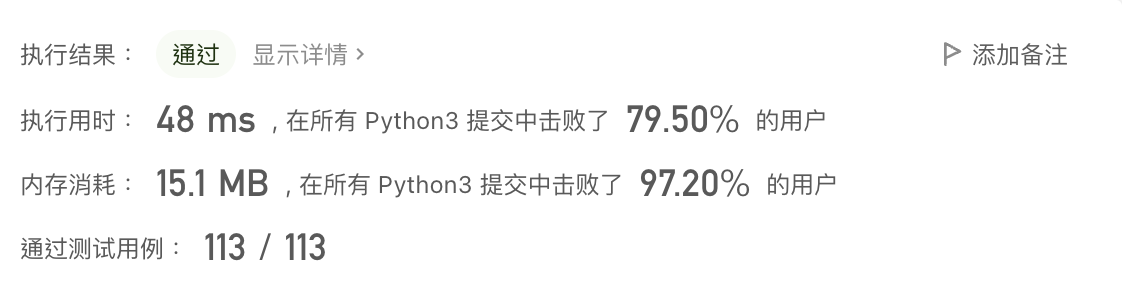 执行结果： 通过 显示详情 > 添加备注
执行用时： 48 ms , 在所有 Python3 提交中击败了 79.50% 的用户
内存消耗： 15.1 MB , 在所有 Python3 提交中击败了 97.20% 的用户
通过测试用例： 113 / 113